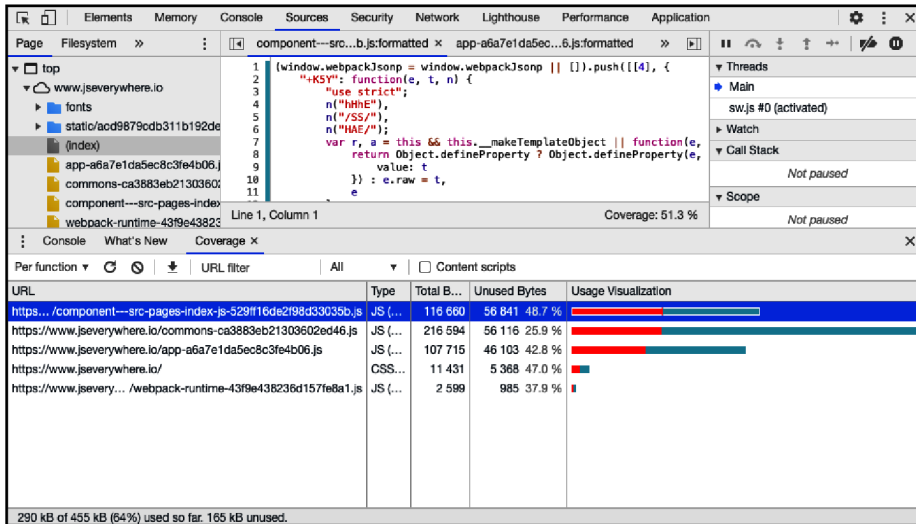 Elements Memory Console Sources Security Network Lighthouse Performance Application
Page Filesystem » component---src...b.js:formatted × app-a6a7e1da5ec...6.js:formatted »
top
www.jseverywhere.io
fonts
static/acd9879cdb311b192de
(index)
app-a6a7e1da5ec8c3fe4b06.j
commons-ca3883eb21303602
component---src-pages-index
webpack-runtime-43f9e43823
1 (window.webpackJsonp = window.webpackJsonp || []).push([[4], {
2 "+K5Y": function(e, t, n) {
3 "use strict";
4 n("hHhE"),
5 n("/SS/"),
6 n("HAE/");
7 var r, a = this && this.__makeTemplateObject || function(e,
8 return Object.defineProperty ? Object.defineProperty(e,
9 value: t
10 }) : e.raw = t,
11 e
Line 1, Column 1 Coverage: 51.3 %
Threads
Main
sw.js #0 (activated)
Watch
Call Stack
Not paused
Scope
Not paused
Console What's New Coverage ×
Per function URL filter All Content scripts
URL Type Total B... Unused Bytes Usage Visualization
https... /component---src-pages-index-js-529ff16de2f98d33035b.js JS (... 116 660 56 841 48.7 %
https://www.jseverywhere.io/commons-ca3883eb21303602ed46.js JS (... 216 594 56 116 25.9 %
https://www.jseverywhere.io/app-a6a7e1da5ec8c3fe4b06.js JS (... 107 715 46 103 42.8 %
https://www.jseverywhere.io/ CSS... 11 431 5 368 47.0 %
https://www.jsevery... /webpack-runtime-43f9e438236d157fe8a1.js JS (... 2 599 985 37.9 %
290 kB of 455 kB (64%) used so far. 165 kB unused.